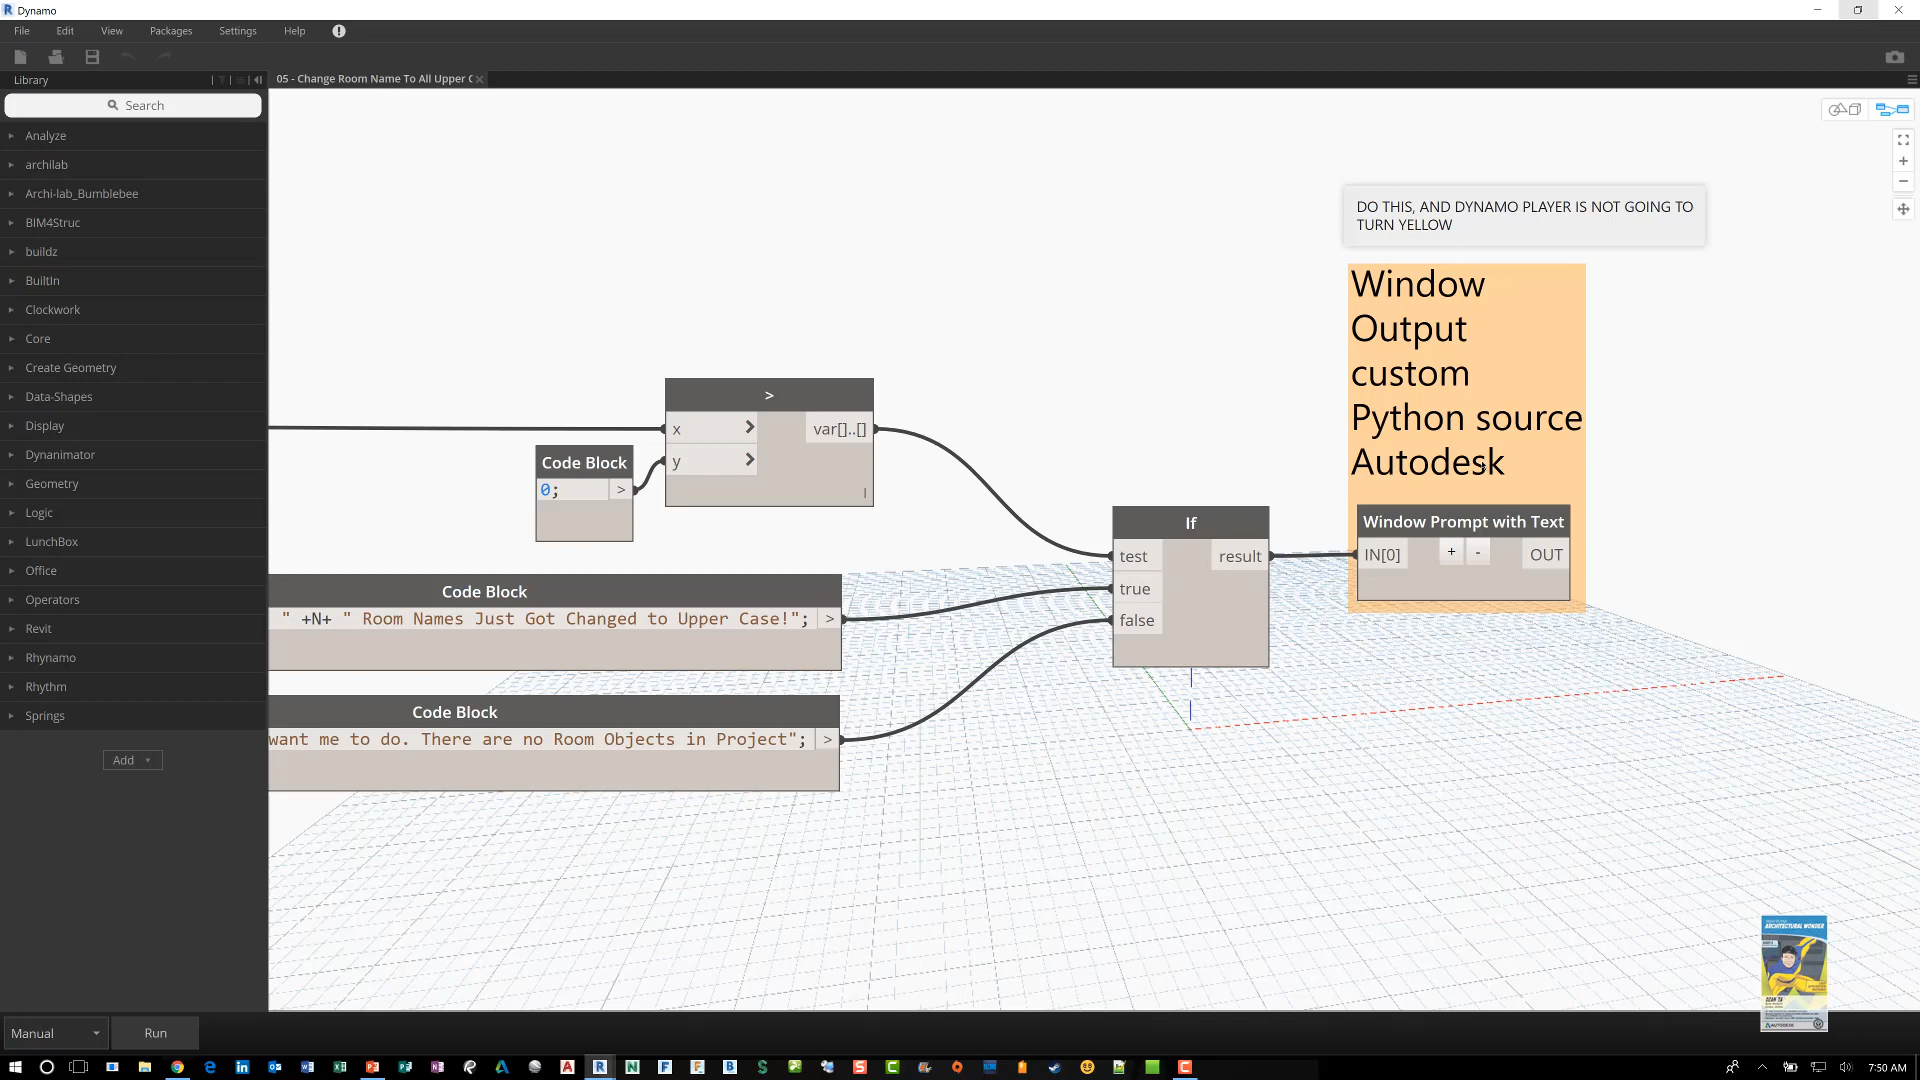 Dynamo
File Edit View Packages Settings Help
Library
05 - Change Room Name To All Upper C
Search
Analyze
archilab
Archi-lab_Bumblebee
BIM4Struc
buildz
BuiltIn
Clockwork
Core
Create Geometry
Data-Shapes
Display
Dynanimator
Geometry
Logic
LunchBox
Office
Operators
Revit
Rhynamo
Rhythm
Springs
Add
DO THIS, AND DYNAMO PLAYER IS NOT GOING TO
TURN YELLOW
Window
Output
custom
Python source
Autodesk
>
x > var[]..[]
y >
Code Block
0; >
Code Block
" +N+ " Room Names Just Got Changed to Upper Case!"; >
Code Block
want me to do. There are no Room Objects in Project"; >
If
test result
true
false
Window Prompt with Text
IN[0] + - OUT
ARCHITECTURAL WONDER
AUTODESK
Manual Run
7:50 AM